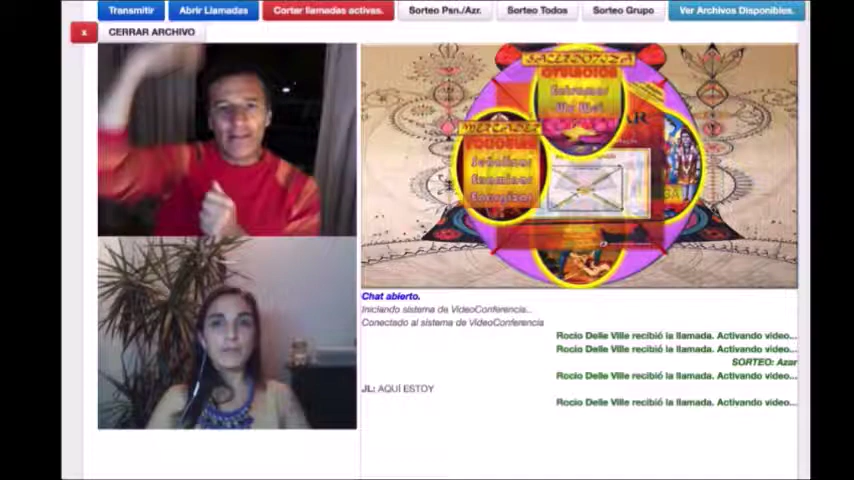 Transmitir
Abrir Llamadas
Cortar llamadas activas.
Sorteo Psn./Azr.
Sorteo Todos
Sorteo Grupo
Ver Archivos Disponibles.
x
CERRAR ARCHIVO
Chat abierto.
Iniciando sistema de VideoConferencia...
Conectado al sistema de VideoConferencia
Rocio Delle Ville recibió la llamada. Activando video...
Rocio Delle Ville recibió la llamada. Activando video...
SORTEO: Azar
Rocio Delle Ville recibió la llamada. Activando video...
JL: AQUÍ ESTOY
Rocio Delle Ville recibió la llamada. Activando video...